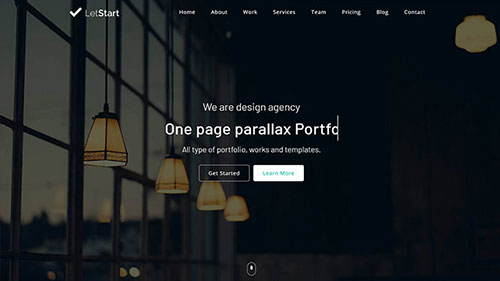 LetStart
Home About Work Services Team Pricing Blog Contact
We are design agency
One page parallax Portfo
All type of portfolio, works and templates.
Get Started Learn More